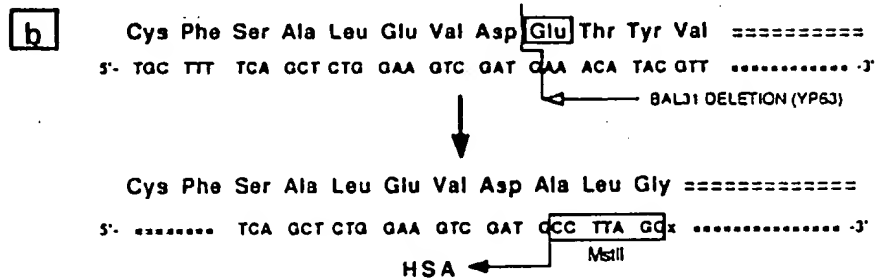 b
Cys Phe Ser Ala Leu Glu Val Asp Glu Thr Tyr Val ==========
5'- TGC TTT TCA GCT CTG GAA GTC GAT GAA ACA TAC GTT ............ -3'
BAL31 DELETION (YP63)
Cys Phe Ser Ala Leu Glu Val Asp Ala Leu Gly ============
5'- ........ TCA GCT CTG GAA GTC GAT GCC TTA GGx ............... -3'
MstII
HSA